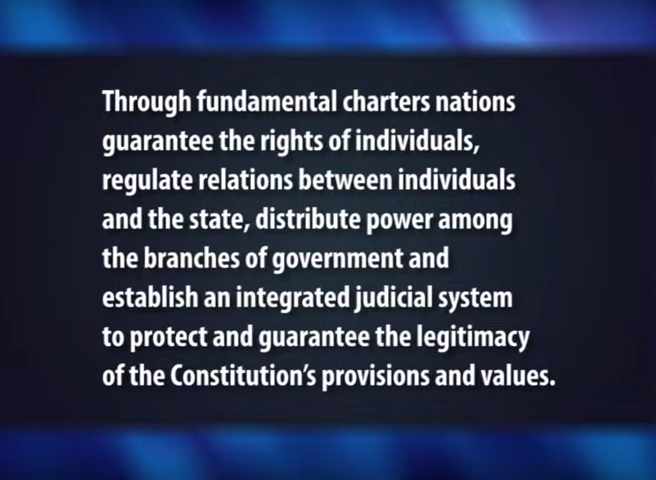 Through fundamental charters nations
guarantee the rights of individuals,
regulate relations between individuals
and the state, distribute power among
the branches of government and
establish an integrated judicial system
to protect and guarantee the legitimacy
of the Constitution's provisions and values.